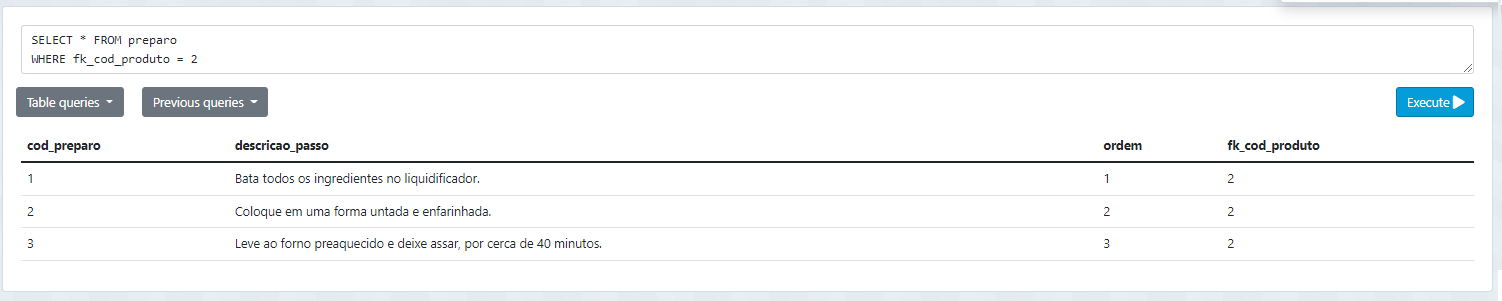 SELECT * FROM preparo
WHERE fk_cod_produto = 2
Table queries Previous queries Execute
cod_preparo descricao_passo ordem fk_cod_produto
1 Bata todos os ingredientes no liquidificador. 1 2
2 Coloque em uma forma untada e enfarinhada. 2 2
3 Leve ao forno preaquecido e deixe assar, por cerca de 40 minutos. 3 2